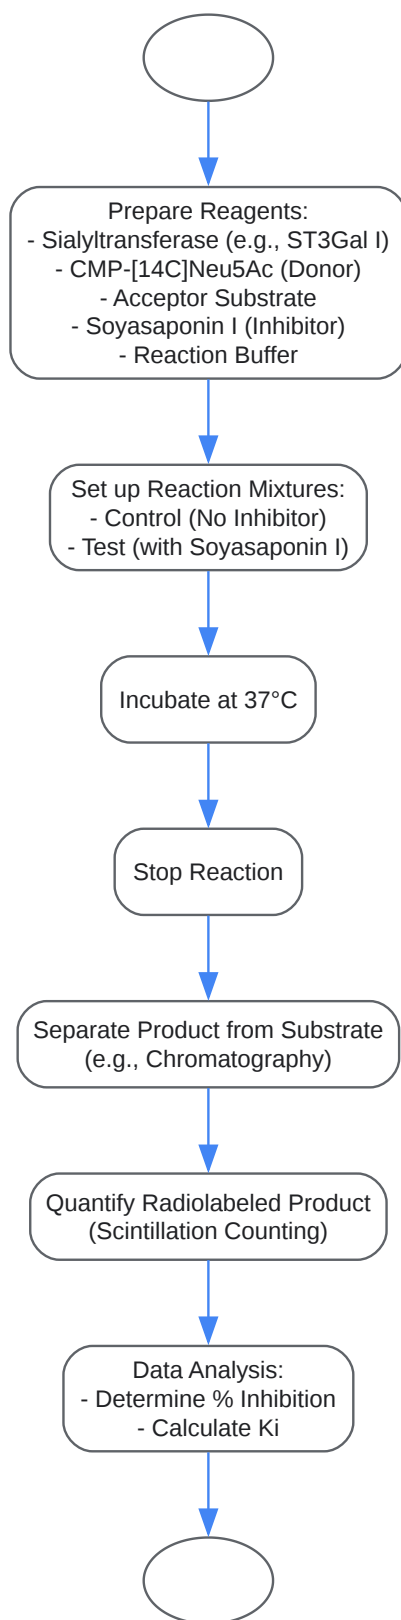 Prepare Reagents:
- Sialyltransferase (e.g., ST3Gal I)
- CMP-[14C]Neu5Ac (Donor)
- Acceptor Substrate
- Soyasaponin I (Inhibitor)
- Reaction Buffer
Set up Reaction Mixtures:
- Control (No Inhibitor)
- Test (with Soyasaponin I)
Incubate at 37°C
Stop Reaction
Separate Product from Substrate
(e.g., Chromatography)
Quantify Radiolabeled Product
(Scintillation Counting)
Data Analysis:
- Determine % Inhibition
- Calculate Ki